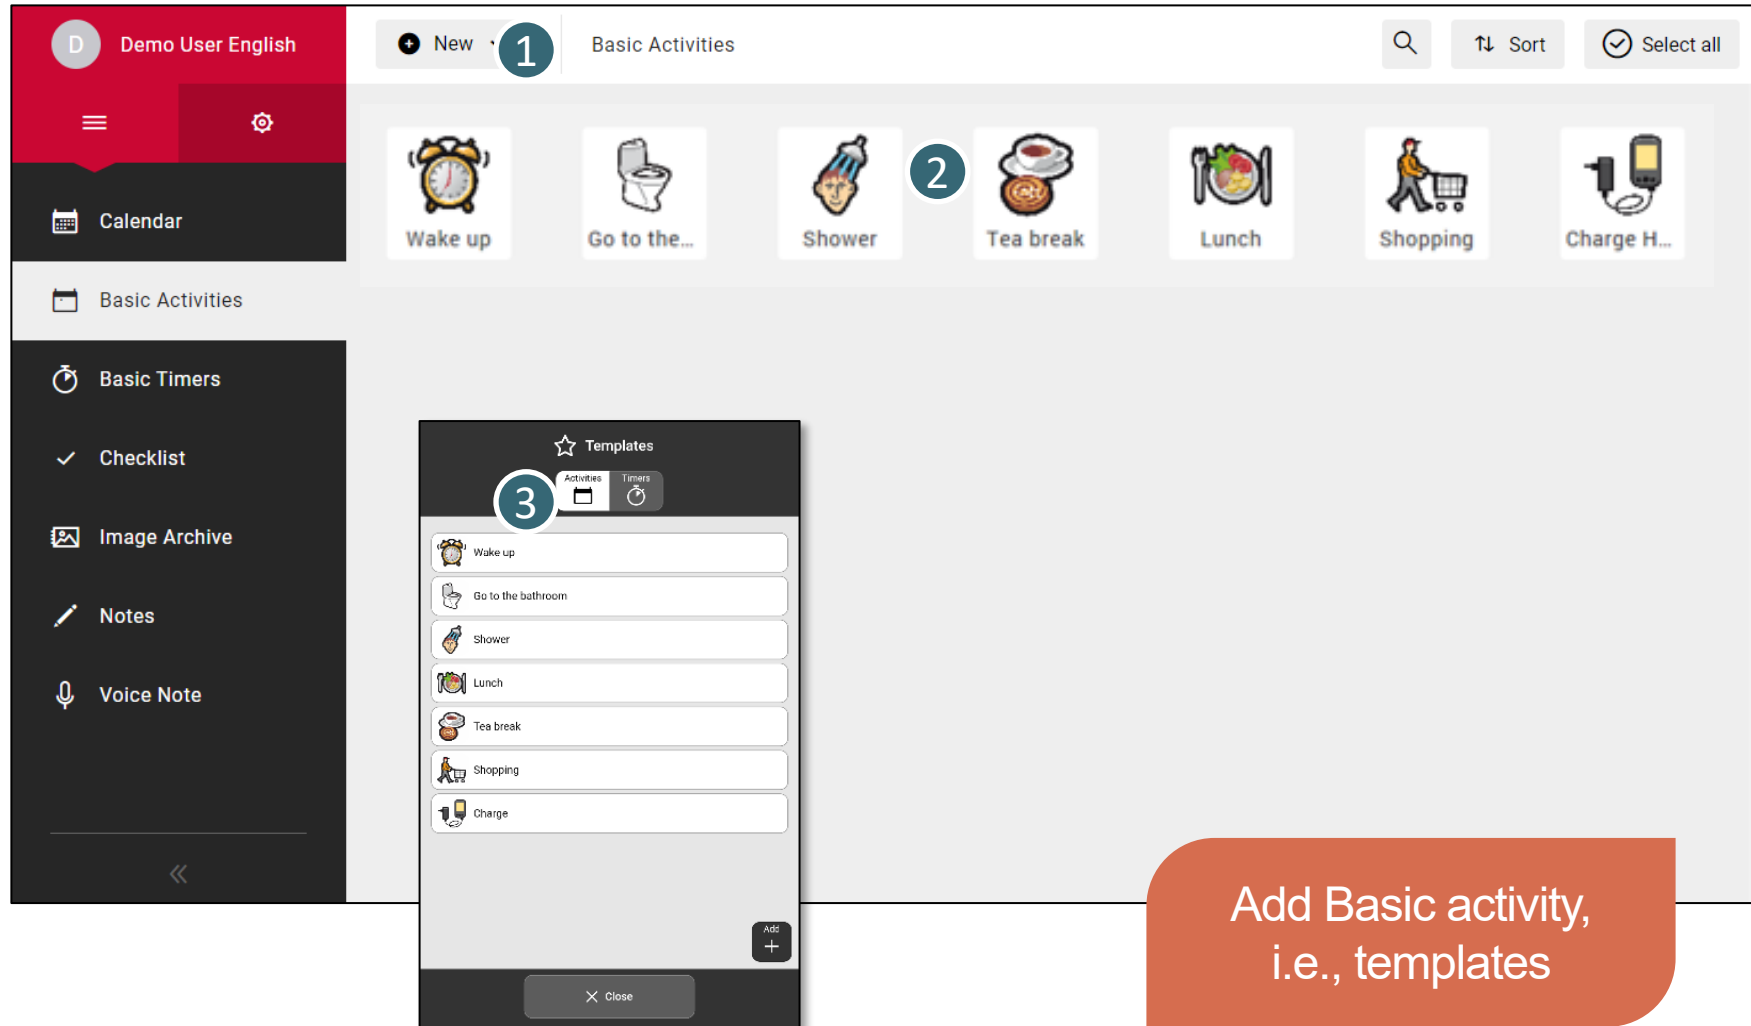 D
Demo User English
New
1
Basic Activities
Sort
Select all
Calendar
Basic Activities
Basic Timers
Checklist
Image Archive
Notes
Voice Note
Wake up
Go to the...
Shower
2
Tea break
Lunch
Shopping
Charge H...
Templates
3
Activities
Timers
Wake up
Go to the bathroom
Shower
Lunch
Tea break
Shopping
Charge
Add
Close
Add Basic activity,
i.e., templates